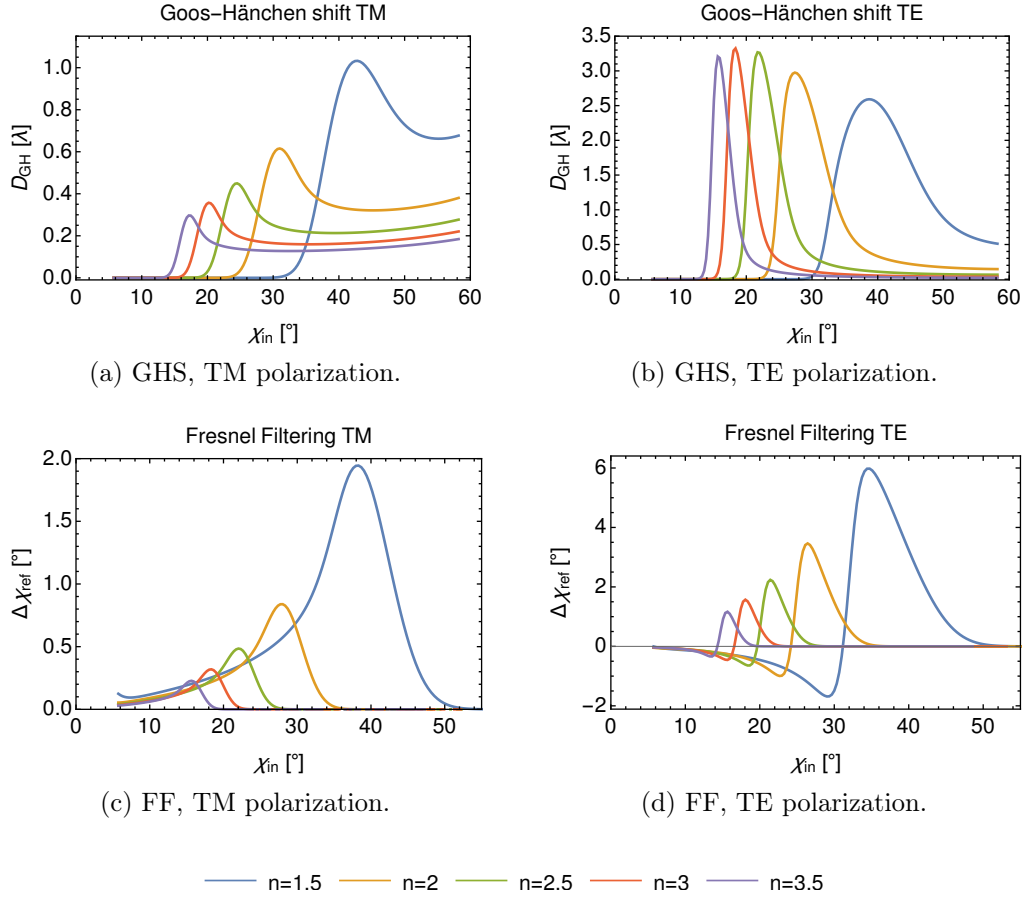 Goos-Hänchen shift TM
D_GH [λ]
1.0
0.8
0.6
0.4
0.2
0.0
0 10 20 30 40 50 60
χ_in [°]
(a) GHS, TM polarization.
Goos-Hänchen shift TE
D_GH [λ]
3.5
3.0
2.5
2.0
1.5
1.0
0.5
0.0
0 10 20 30 40 50 60
χ_in [°]
(b) GHS, TE polarization.
Fresnel Filtering TM
Δχ_ref [°]
2.0
1.5
1.0
0.5
0.0
0 10 20 30 40 50
χ_in [°]
(c) FF, TM polarization.
Fresnel Filtering TE
Δχ_ref [°]
6
4
2
0
−2
0 10 20 30 40 50
χ_in [°]
(d) FF, TE polarization.
n=1.5 n=2 n=2.5 n=3 n=3.5